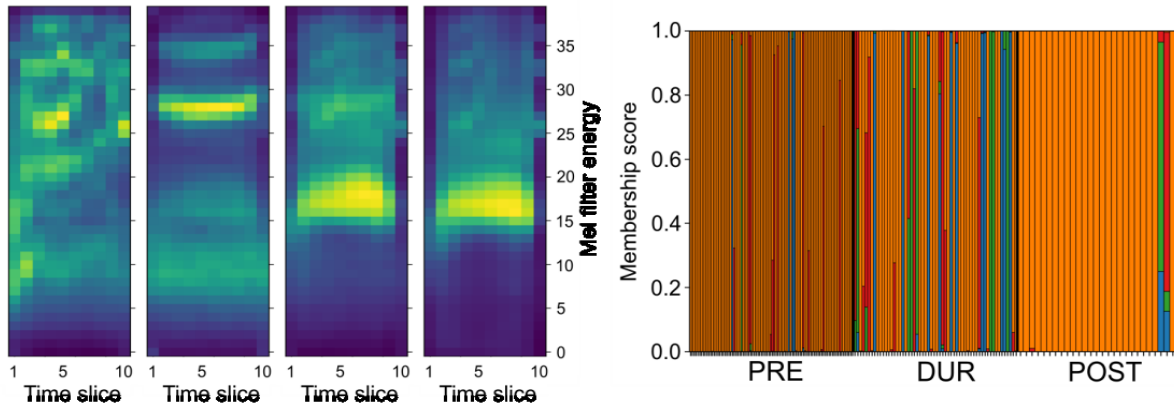 35
30
25
20
15
10
5
0
Mel filter energy
1 5 10
1 5 10
1 5 10
1 5 10
Time slice
Time slice
Time slice
Time slice
Membership score
1.0
0.8
0.6
0.4
0.2
0.0
PRE
DUR
POST